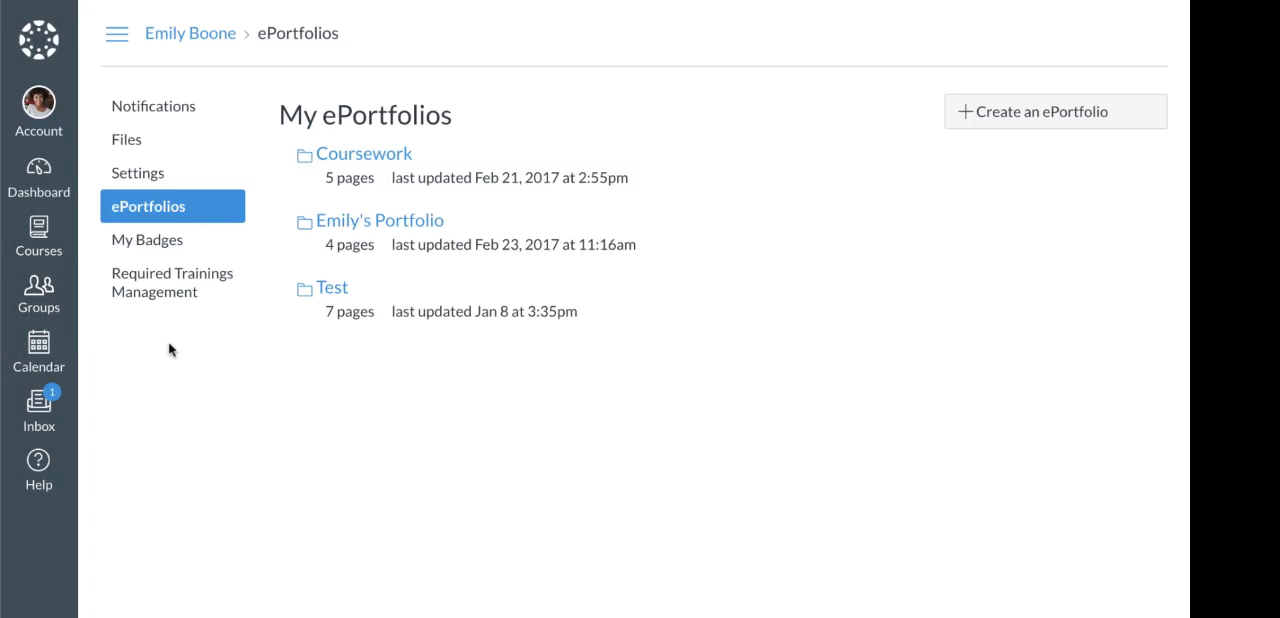 Emily Boone > ePortfolios
Account
Dashboard
Courses
Groups
Calendar
1
Inbox
Help
Notifications
Files
Settings
ePortfolios
My Badges
Required Trainings
Management
My ePortfolios
Coursework
5 pages last updated Feb 21, 2017 at 2:55pm
Emily's Portfolio
4 pages last updated Feb 23, 2017 at 11:16am
Test
7 pages last updated Jan 8 at 3:35pm
+ Create an ePortfolio